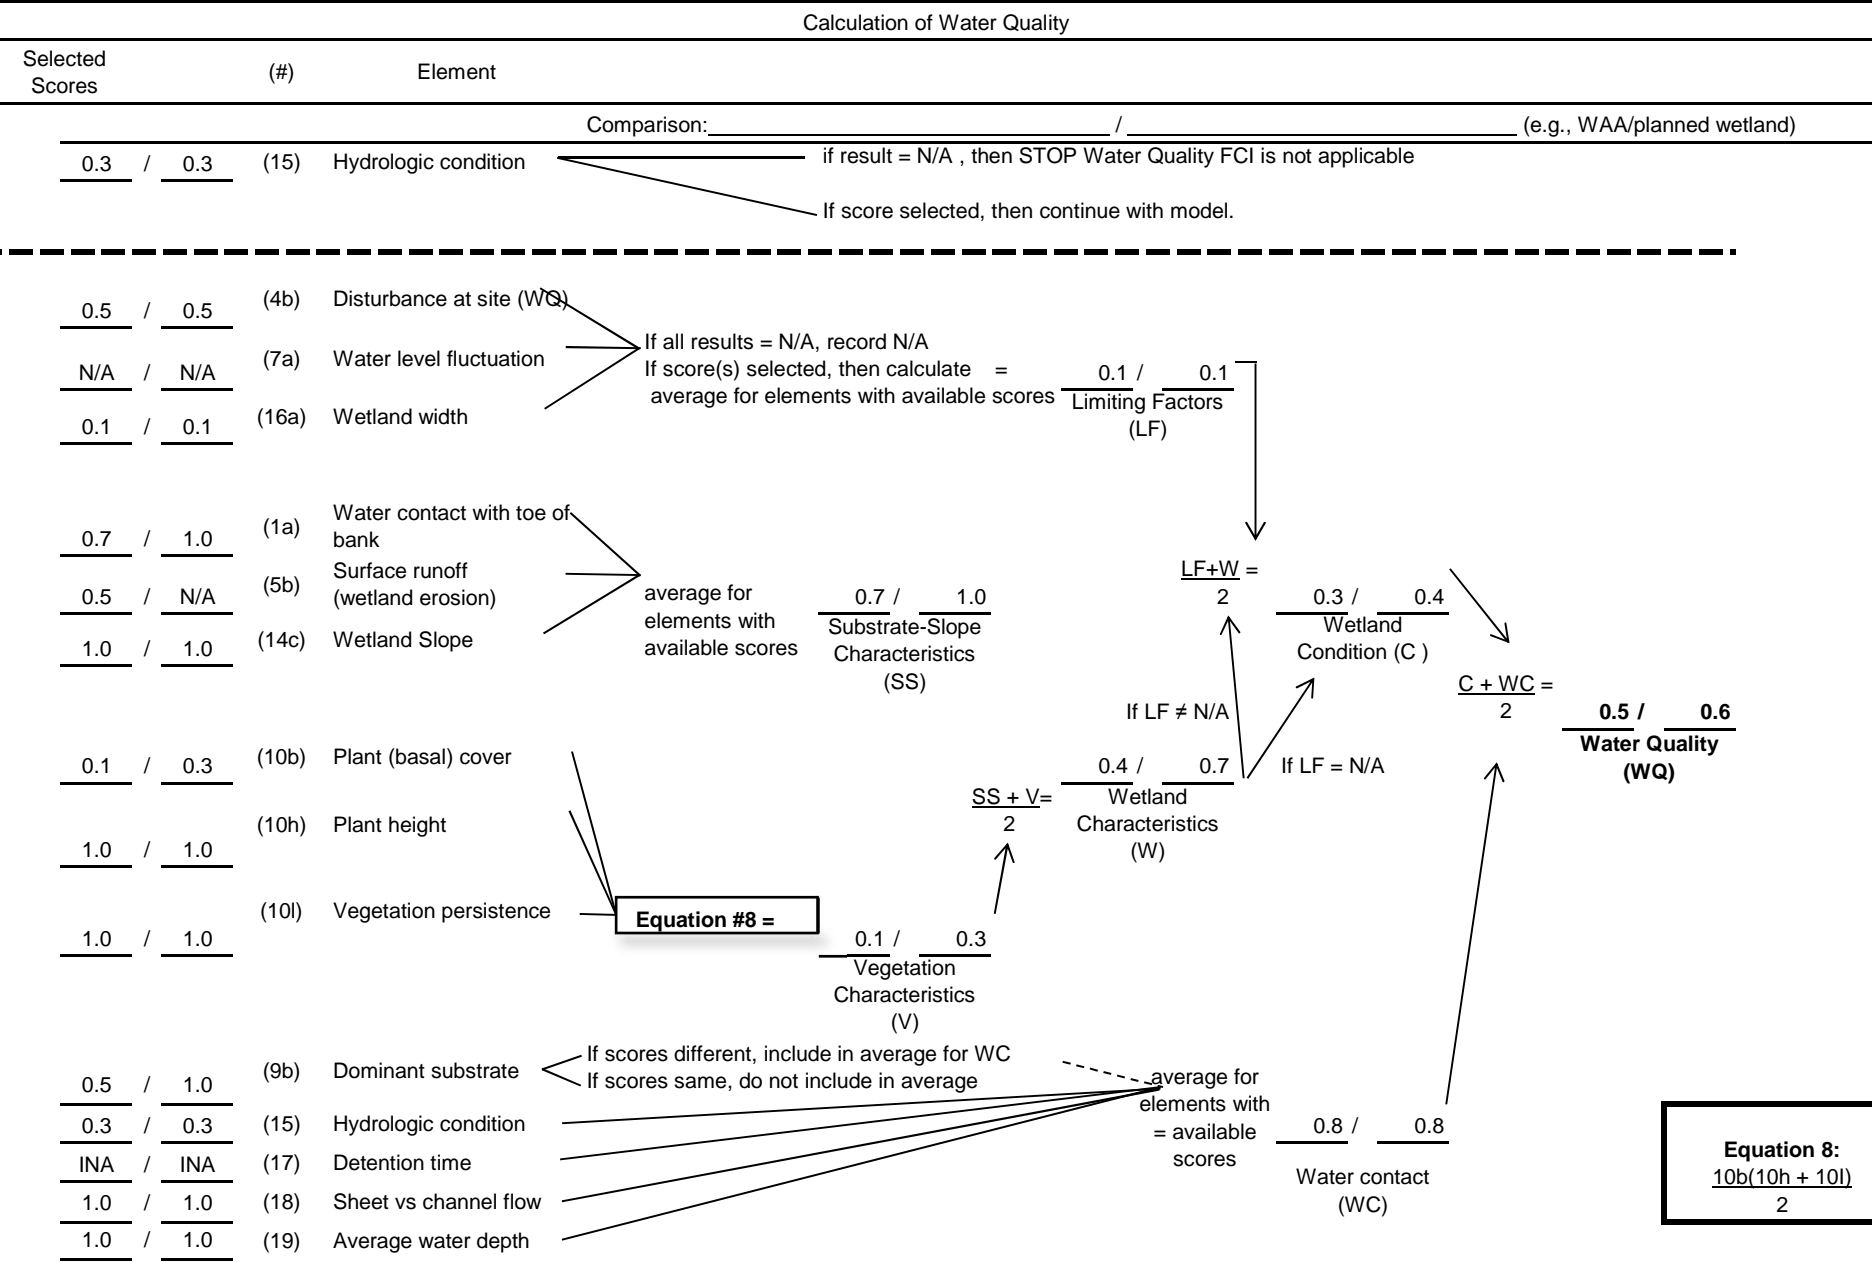 Calculation of Water Quality
Selected
Scores
(#)
Element
Comparison: / (e.g., WAA/planned wetland)
0.3 / 0.3 (15) Hydrologic condition
if result = N/A , then STOP Water Quality FCI is not applicable
If score selected, then continue with model.
0.5 / 0.5 (4b) Disturbance at site (WQ)
N/A / N/A (7a) Water level fluctuation
0.1 / 0.1 (16a) Wetland width
If all results = N/A, record N/A
If score(s) selected, then calculate =
average for elements with available scores
0.1 / 0.1
Limiting Factors
(LF)
0.7 / 1.0 (1a) Water contact with toe of
bank
0.5 / N/A (5b) Surface runoff
(wetland erosion)
1.0 / 1.0 (14c) Wetland Slope
average for
elements with
available scores
0.7 / 1.0
Substrate-Slope
Characteristics
(SS)
LF+W =
2
0.3 / 0.4
Wetland
Condition (C )
If LF ≠ N/A
If LF = N/A
C + WC =
2
0.5 / 0.6
Water Quality
(WQ)
0.1 / 0.3 (10b) Plant (basal) cover
1.0 / 1.0 (10h) Plant height
1.0 / 1.0 (10l) Vegetation persistence
SS + V=
2
0.4 / 0.7
Wetland
Characteristics
(W)
Equation #8 =
0.1 / 0.3
Vegetation
Characteristics
(V)
0.5 / 1.0 (9b) Dominant substrate
If scores different, include in average for WC
If scores same, do not include in average
0.3 / 0.3 (15) Hydrologic condition
INA / INA (17) Detention time
1.0 / 1.0 (18) Sheet vs channel flow
1.0 / 1.0 (19) Average water depth
average for
elements with
= available
scores
0.8 / 0.8
Water contact
(WC)
Equation 8:
10b(10h + 10l)
2